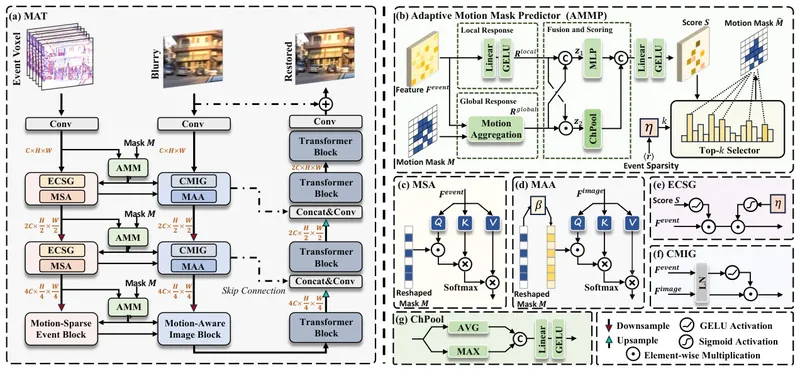 (a) MAT
Event Voxel
Blurry
Restored
Conv
Conv
Conv
C×H×W
Mask M
C×H×W
AMM
P
ECSG
MSA
CMIG
MAA
Transformer
Block
2C×H×W
Transformer
Block
Concat&Conv
2C×H/2×W/2
Mask M
2C×H/2×W/2
AMM
P
ECSG
MSA
CMIG
MAA
2C×H/2×W/2
Transformer
Block
Concat&Conv
4C×H/4×W/4
Mask M
4C×H/4×W/4
Skip Connection
4C×H/4×W/4
AMM
P
Motion-Sparse
Event Block
Motion-Aware
Image Block
Transformer
Block
(b) Adaptive Motion Mask Predictor (AMMP)
Local Response
Linear
GELU
R^local
Feature F^event
Global Response
Motion
Aggregation
R^global
Motion Mask M
Fusion and Scoring
C
z1
MLP
C
z2
ChPool
Linear
GELU
Score S
Motion Mask M̂
η
k
⟨r⟩
Event Sparsity
Top-k Selector
(c) MSA
F^event
Q K V
Softmax
Reshaped
Mask M
(d) MAA
β
F^image
Q K V
Softmax
Reshaped
Mask M
(e) ECSG
Score S
η
F^event
(f) CMIG
F^event
F^image
LN
(g) ChPool
AVG
MAX
C
Linear
GELU
Downsample
GELU Activation
Upsample
Sigmoid Activation
Element-wise Multiplication